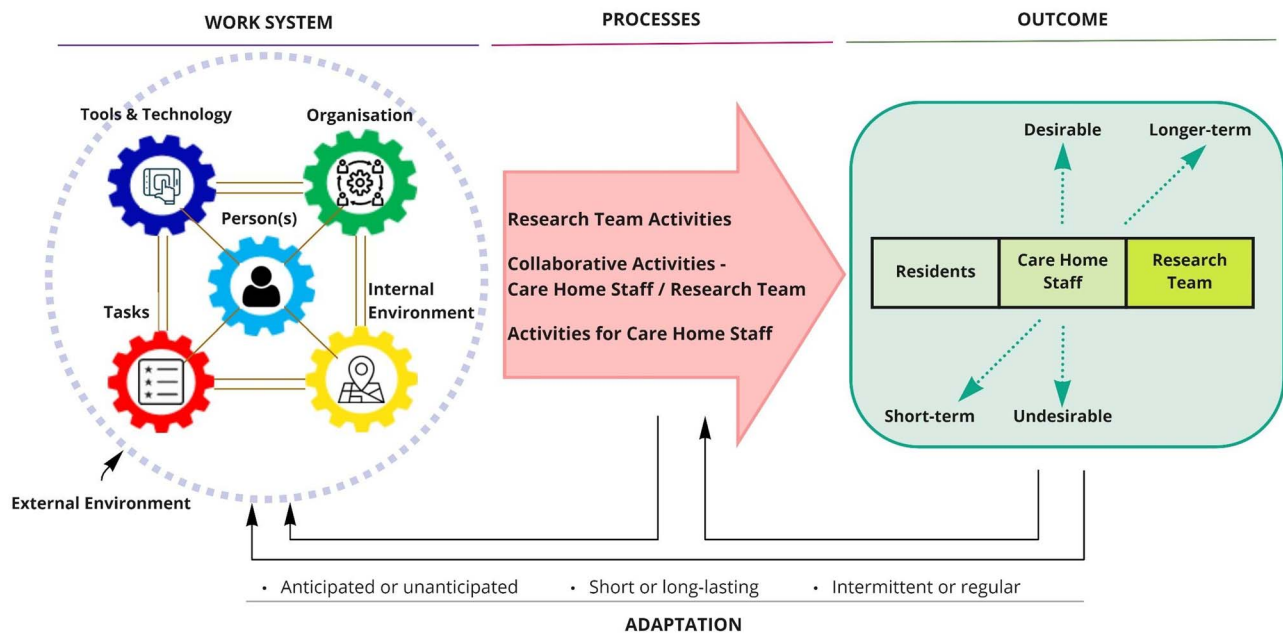 WORK SYSTEM
PROCESSES
OUTCOME
Tools & Technology
Organisation
Person(s)
Tasks
Internal
Environment
External Environment
Research Team Activities
Collaborative Activities -
Care Home Staff / Research Team
Activities for Care Home Staff
Desirable
Longer-term
Residents
Care Home
Staff
Research
Team
Short-term
Undesirable
• Anticipated or unanticipated
• Short or long-lasting
• Intermittent or regular
ADAPTATION